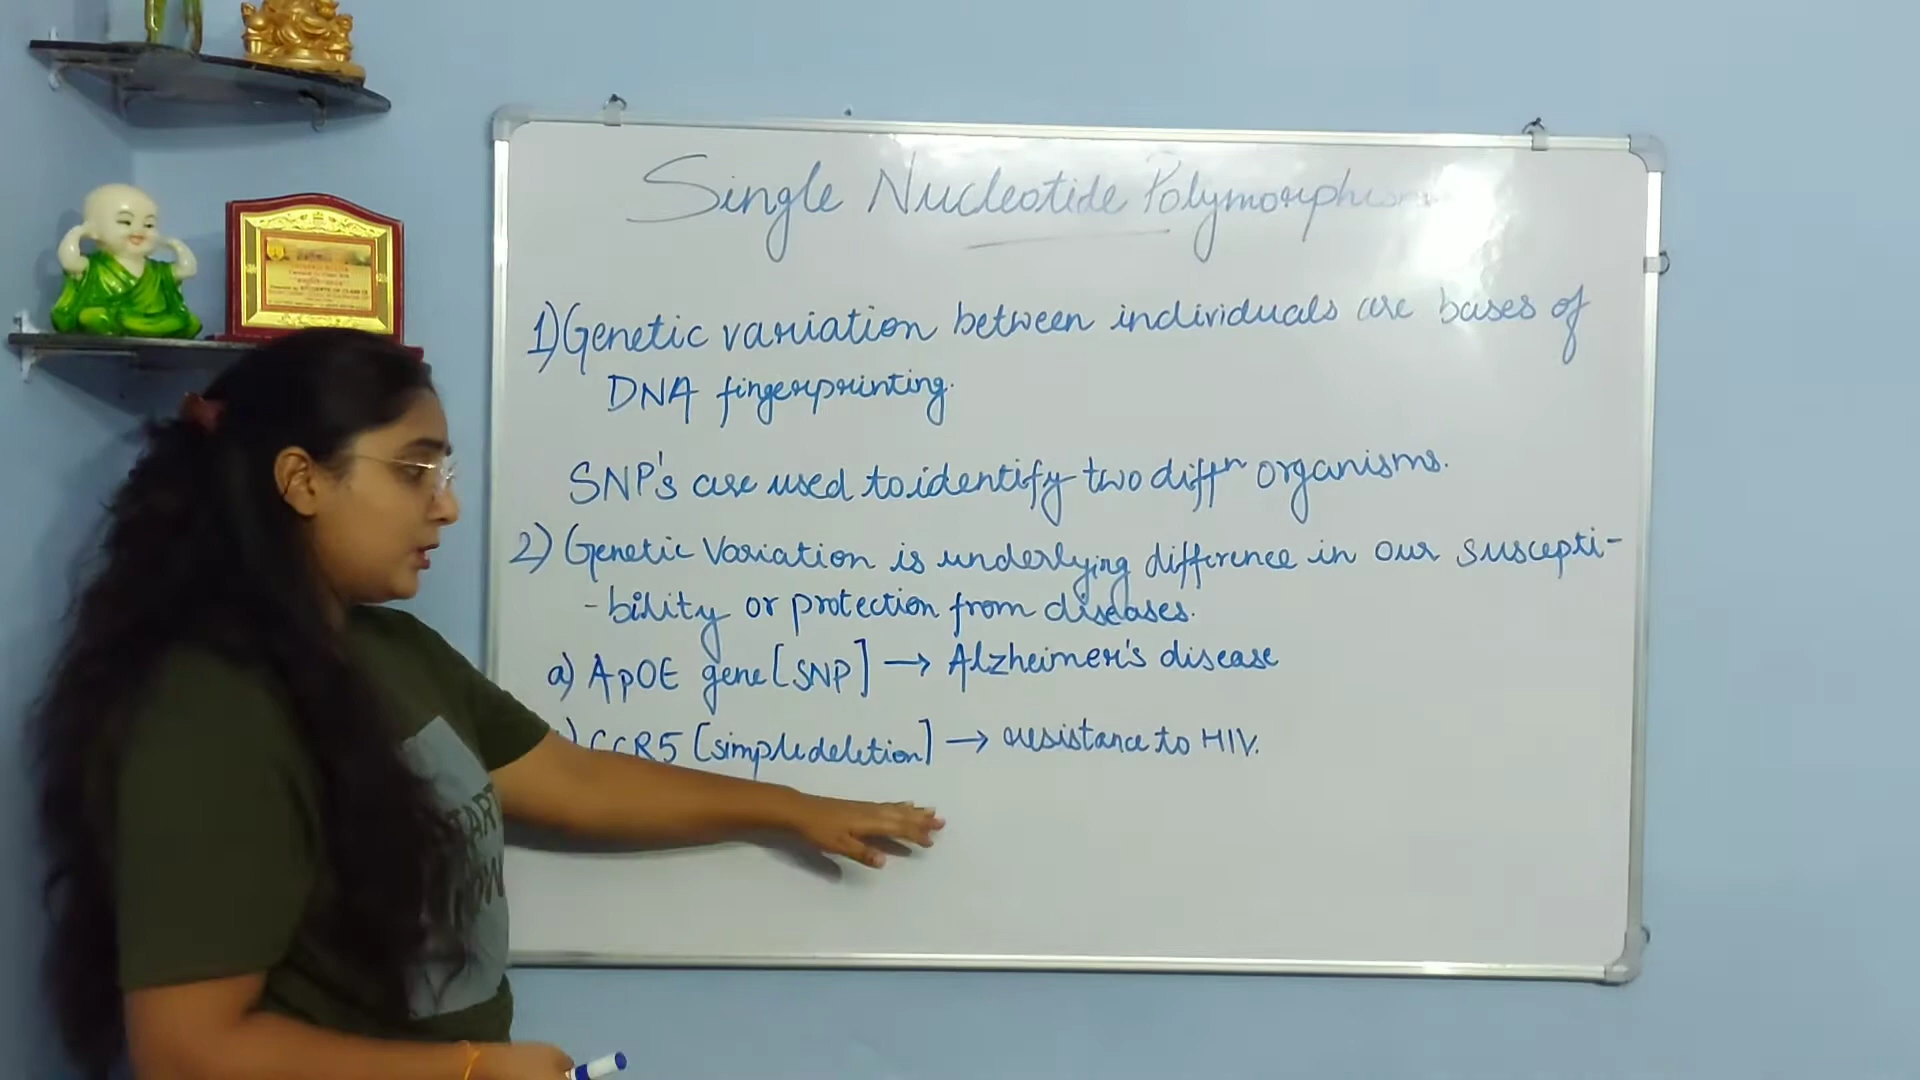 Single Nucleotide Polymorphism
1) Genetic variation between individuals are bases of
DNA fingerprinting.
SNP's are used to identify two diffn organisms.
2) Genetic Variation is underlying difference in our suscepti-
-bility or protection from diseases.
a) ApOE gene [SNP] → Alzheimer's disease
CCR5 [simple deletion] → resistance to HIV.
START
NOW